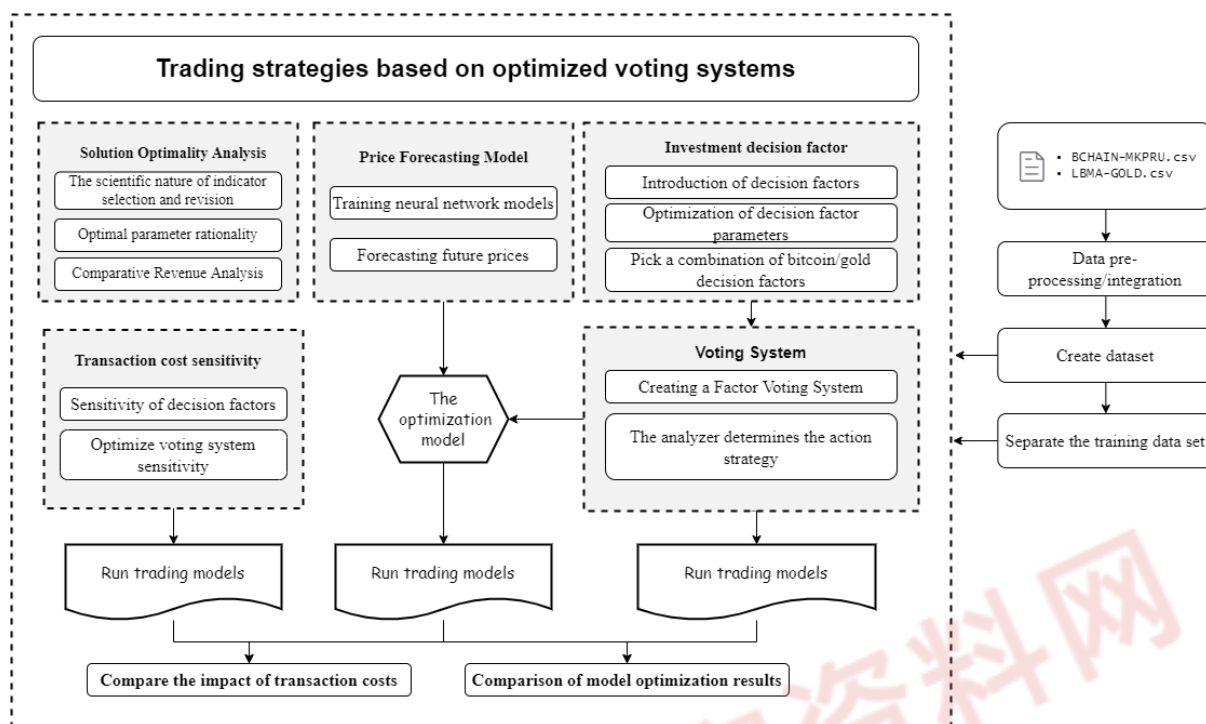 Trading strategies based on optimized voting systems
Solution Optimality Analysis
The scientific nature of indicator
selection and revision
Optimal parameter rationality
Comparative Revenue Analysis
Price Forecasting Model
Training neural network models
Forecasting future prices
Investment decision factor
Introduction of decision factors
Optimization of decision factor
parameters
Pick a combination of bitcoin/gold
decision factors
• BCHAIN-MKPRU.csv
• LBMA-GOLD.csv
Data pre-
processing/integration
Create dataset
Separate the training data set
Transaction cost sensitivity
Sensitivity of decision factors
Optimize voting system
sensitivity
The
optimization
model
Voting System
Creating a Factor Voting System
The analyzer determines the action
strategy
Run trading models
Run trading models
Run trading models
Compare the impact of transaction costs
Comparison of model optimization results
资料网